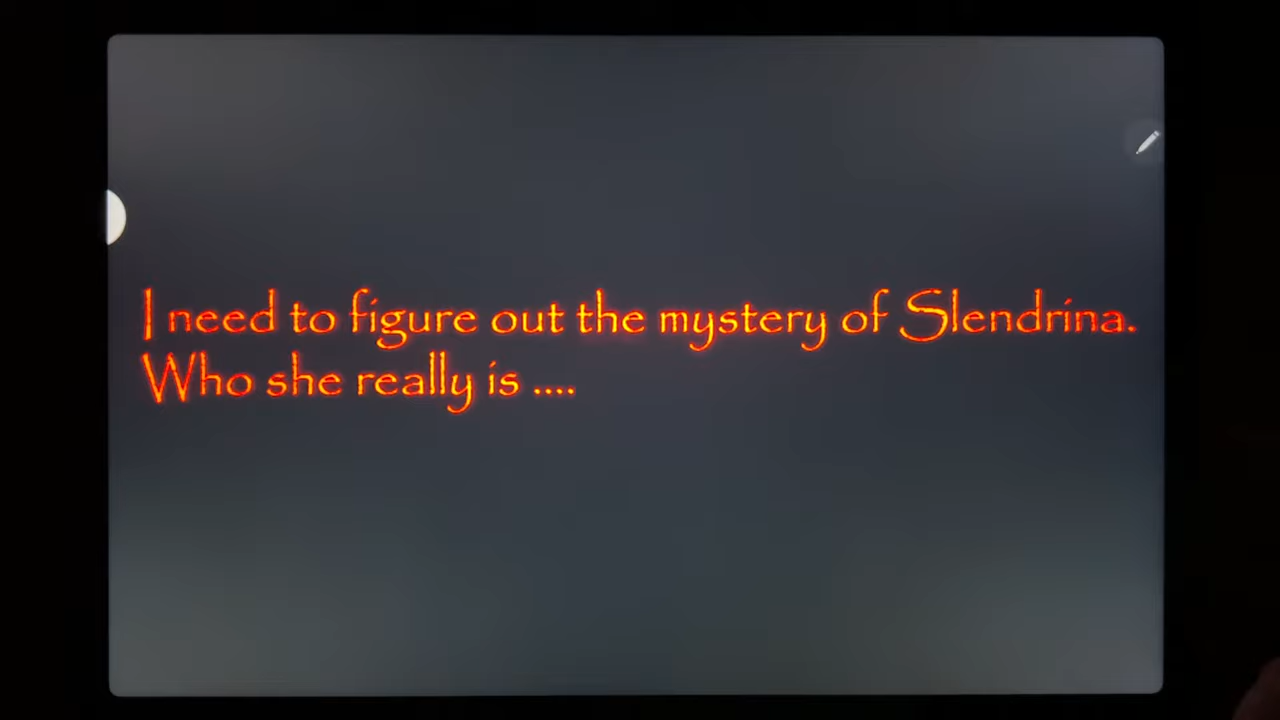 I need to figure out the mystery of Slendrina.
Who she really is ....